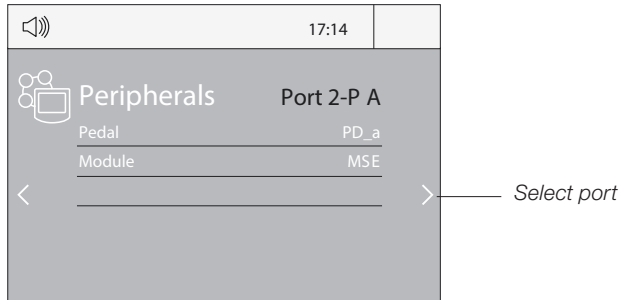 17:14
Peripherals Port 2-P A
Pedal PD_a
Module MSE
Select port